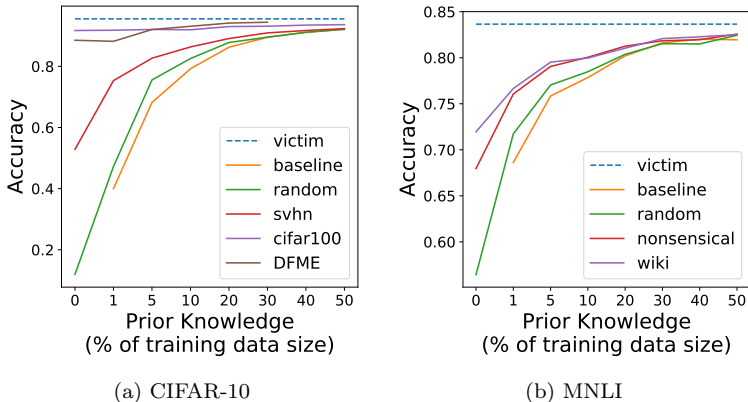 0.8
0.6
0.4
0.2
Accuracy
victim
baseline
random
svhn
cifar100
DFME
0 1 5 10 20 30 40 50
Prior Knowledge
(% of training data size)
(a) CIFAR-10
0.85
0.80
0.75
0.70
0.65
0.60
Accuracy
victim
baseline
random
nonsensical
wiki
0 1 5 10 20 30 40 50
Prior Knowledge
(% of training data size)
(b) MNLI